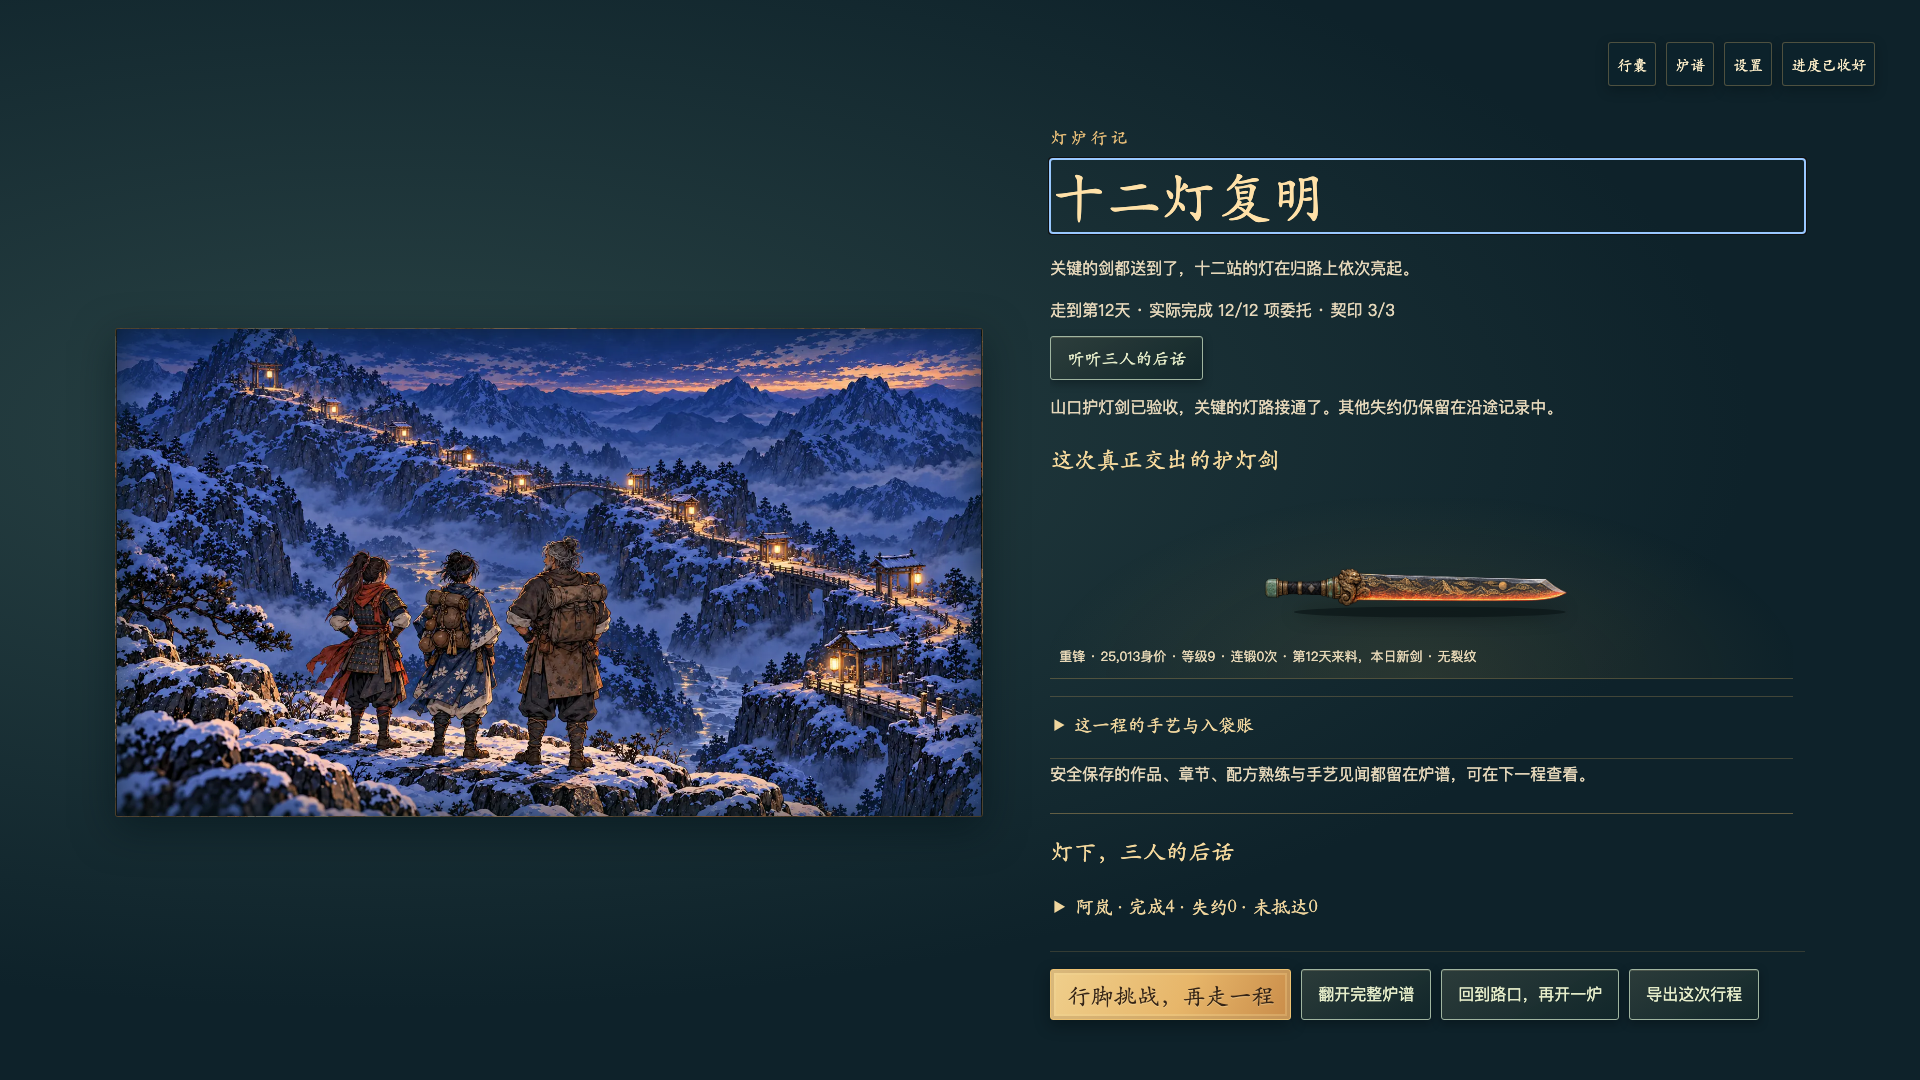 行囊 炉谱 设置 进度已收好
灯炉行记
十二灯复明
关键的剑都送到了，十二站的灯在归路上依次亮起。
走到第12天 · 实际完成 12/12 项委托 · 契印 3/3
听听三人的后话
山口护灯剑已验收，关键的灯路接通了。其他失约仍保留在沿途记录中。
这次真正交出的护灯剑
重锋 · 25,013身价 · 等级9 · 连锻0次 · 第12天来料，本日新剑 · 无裂纹
▶ 这一程的手艺与入袋账
安全保存的作品、章节、配方熟练与手艺见闻都留在炉谱，可在下一程查看。
灯下，三人的后话
▶ 阿岚 · 完成4 · 失约0 · 未抵达0
行脚挑战，再走一程 翻开完整炉谱 回到路口，再开一炉 导出这次行程